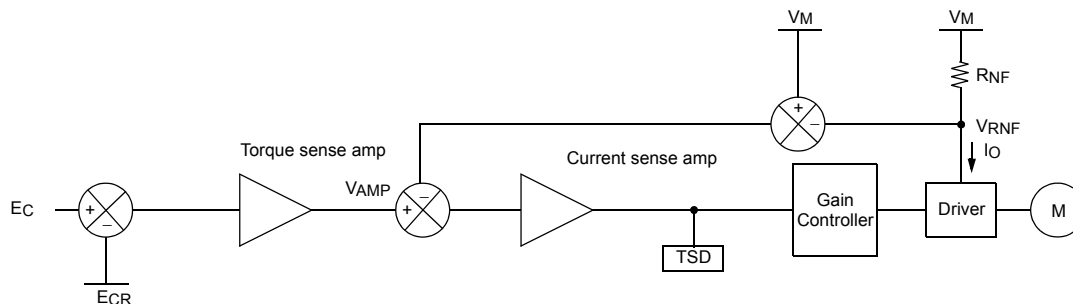 VM
VM
RNF
+
−
VRNF
IO
Torque sense amp
Current sense amp
EC
+
−
VAMP
+
−
Gain
Controller
Driver
M
TSD
ECR